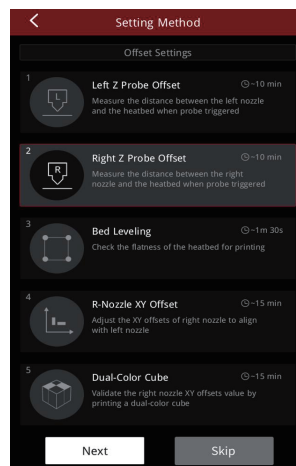 Setting Method
Offset Settings
1
L
Left Z Probe Offset
~10 min
Measure the distance between the left nozzle
and the heatbed when probe triggered
2
R
Right Z Probe Offset
~10 min
Measure the distance between the right
nozzle and the heatbed when probe triggered
3
Bed Leveling
~1m 30s
Check the flatness of the heatbed for printing
4
R-Nozzle XY Offset
~15 min
Adjust the XY offsets of right nozzle to align
with left nozzle
5
Dual-Color Cube
~15 min
Validate the right nozzle XY offsets value by
printing a dual-color cube
Next
Skip